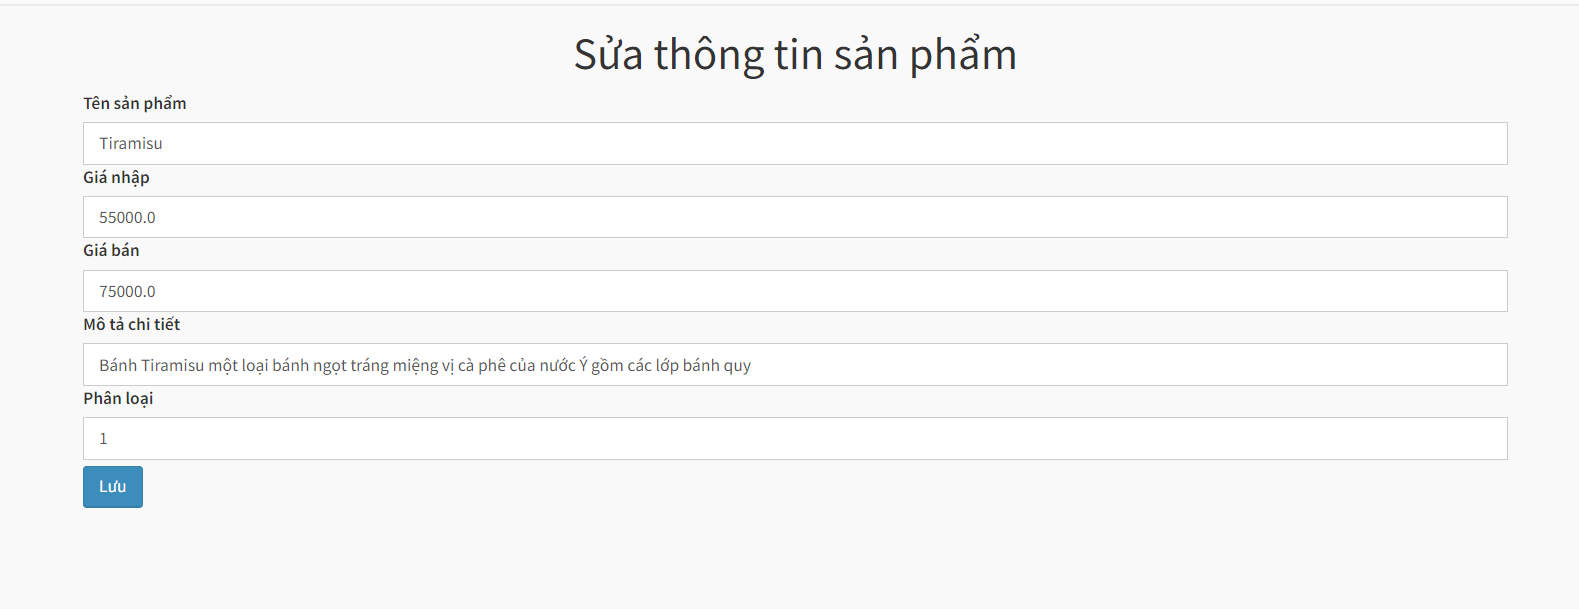 Sửa thông tin sản phẩm
Tên sản phẩm
Tiramisu
Giá nhập
55000.0
Giá bán
75000.0
Mô tả chi tiết
Bánh Tiramisu một loại bánh ngọt tráng miệng vị cà phê của nước Ý gồm các lớp bánh quy
Phân loại
1
Lưu